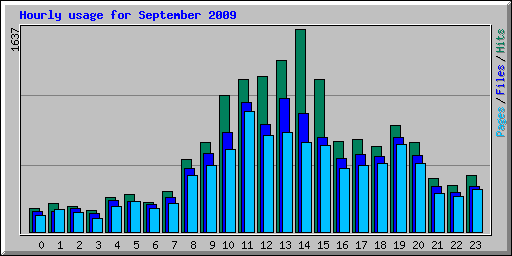 Hourly usage for September 2009
1637
Pages / Files / Hits
0 1 2 3 4 5 6 7 8 9 10 11 12 13 14 15 16 17 18 19 20 21 22 23